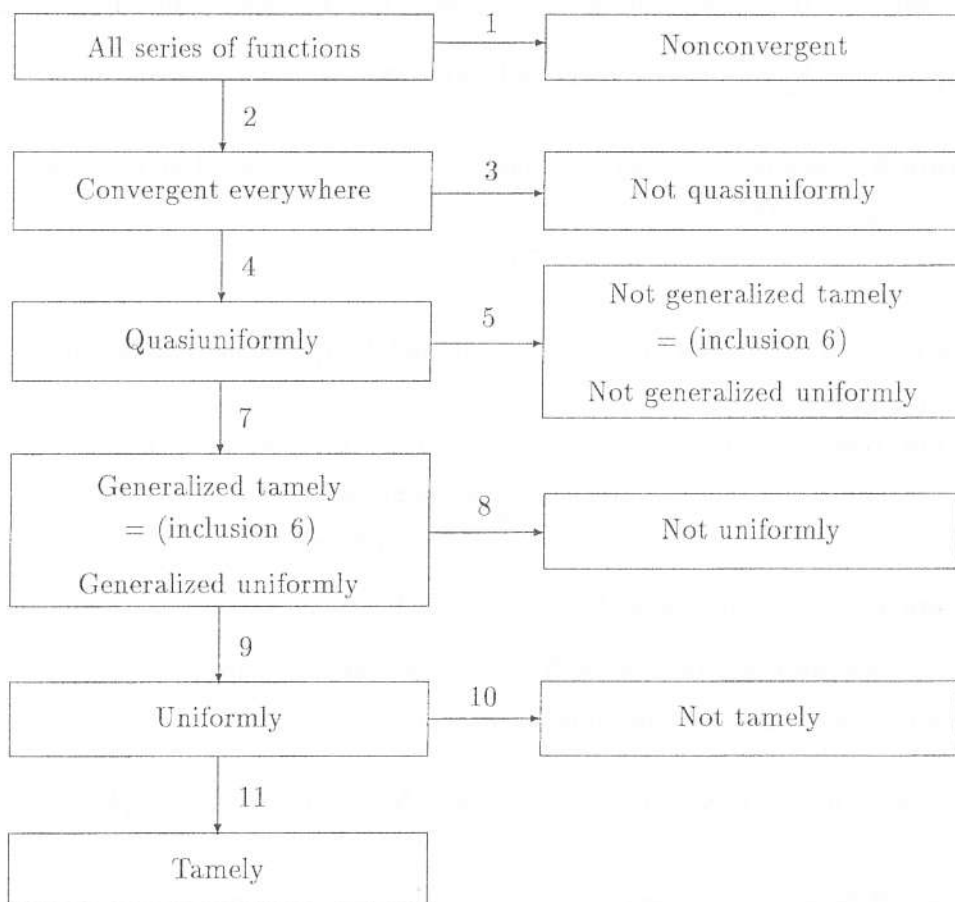 All series of functions
1
Nonconvergent
2
Convergent everywhere
3
Not quasiuniformly
4
Quasiuniformly
5
Not generalized tamely
= (inclusion 6)
Not generalized uniformly
7
Generalized tamely
= (inclusion 6)
Generalized uniformly
8
Not uniformly
9
Uniformly
10
Not tamely
11
Tamely